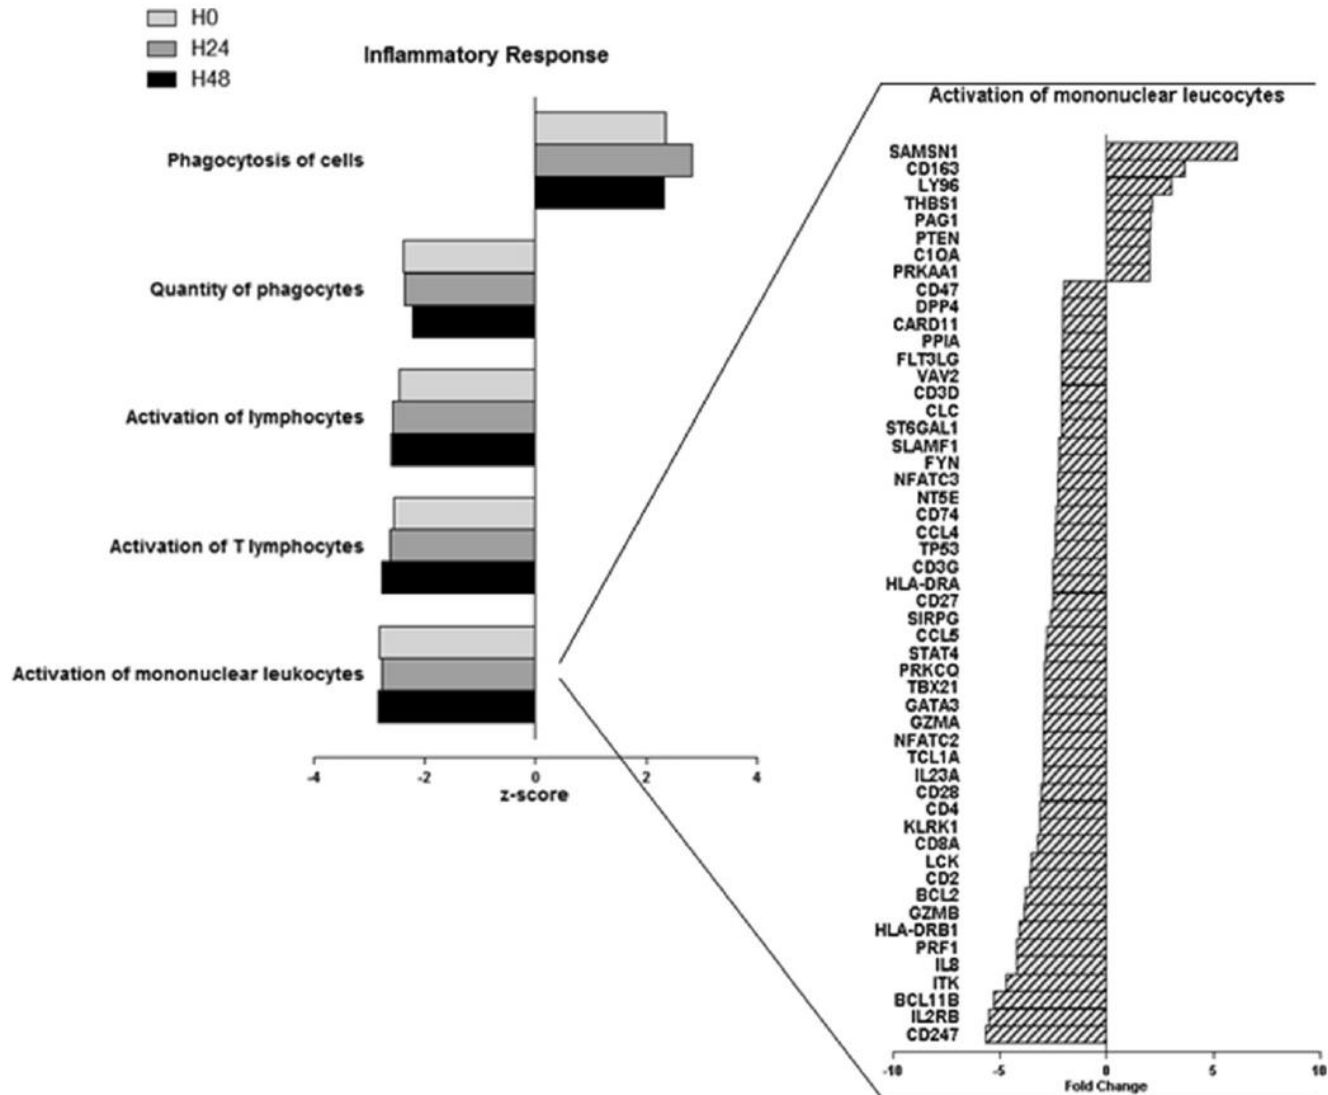 H0
H24
H48
Inflammatory Response
Phagocytosis of cells
Quantity of phagocytes
Activation of lymphocytes
Activation of T lymphocytes
Activation of mononuclear leukocytes
-4 -2 0 2 4
z-score
Activation of mononuclear leucocytes
SAMSN1
CD163
LY96
THBS1
PAG1
PTEN
C1QA
PRKAA1
CD47
DPP4
CARD11
PPIA
FLT3LG
VAV2
CD3D
CLC
ST6GAL1
SLAMF1
FYN
NFATC3
NT5E
CD74
CCL4
TP53
CD3G
HLA-DRA
CD27
SIRPG
CCL5
STAT4
PRKCQ
TBX21
GATA3
GZMA
NFATC2
TCL1A
IL23A
CD28
CD4
KLRK1
CD8A
LCK
CD2
BCL2
GZMB
HLA-DRB1
PRF1
IL8
ITK
BCL11B
IL2RB
CD247
-10 -5 0 5 10
Fold Change